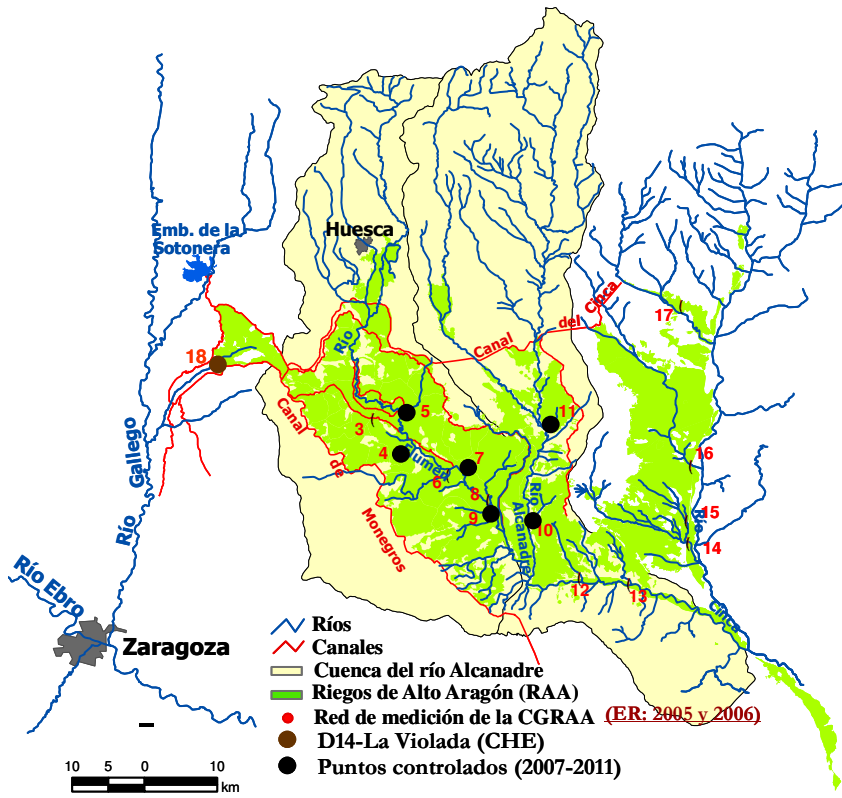 Emb. de la
Sotonera
Huesca
Río
Canal
del
Cinca
17
18
Río
Gallego
Canal
de
Monegros
3
5
4
Flumen
6
7
8
9
11
Río
Alcanadre
10
12
13
16
15
Río
14
Cinca
Río Ebro
Zaragoza
Ríos
Canales
Cuenca del río Alcanadre
Riegos de Alto Aragón (RAA)
Red de medición de la CGRAA (ER: 2005 y 2006)
D14-La Violada (CHE)
Puntos controlados (2007-2011)
10 5 0 10
km